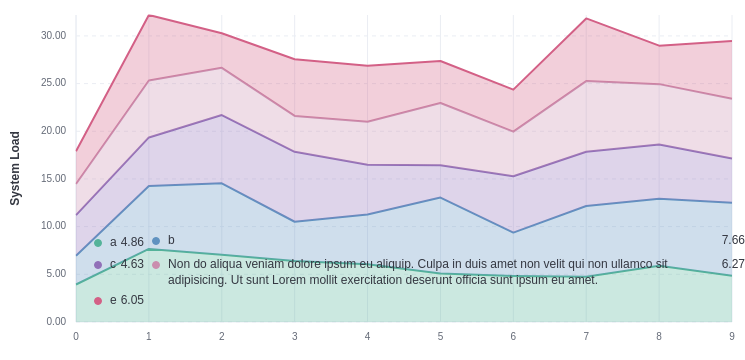 30.00
25.00
20.00
15.00
10.00
5.00
0.00
System Load
a 4.86
b 7.66
c 4.63
Non do aliqua veniam dolore ipsum eu aliquip. Culpa in duis amet non velit qui non ullamco sit 6.27
adipisicing. Ut sunt Lorem mollit exercitation deserunt officia sunt ipsum eu amet.
e 6.05
0 1 2 3 4 5 6 7 8 9